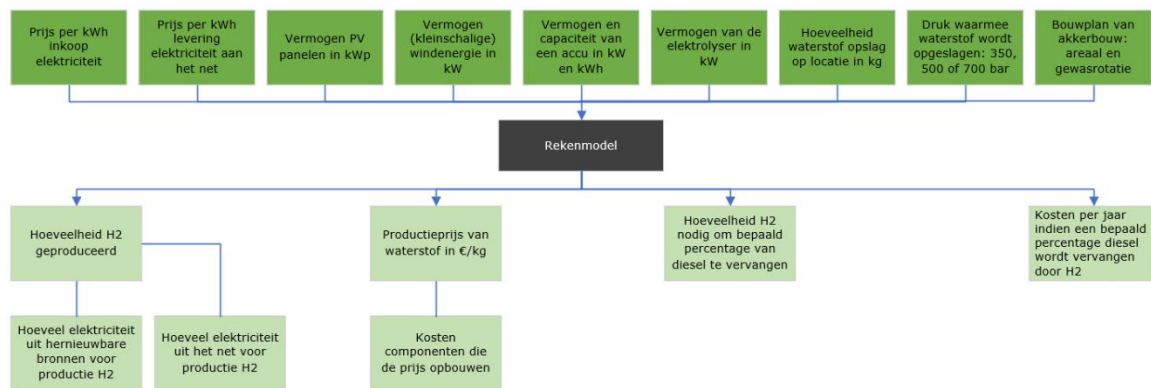 Prijs per kWh
inkoop
elektriciteit
Prijs per kWh
levering
elektriciteit aan
het net
Vermogen PV
panelen in kWp
Vermogen
(kleinschalige)
windenergie in
kW
Vermogen en
capaciteit van
een accu in kW
en kWh
Vermogen van de
elektrolyser in
kW
Hoeveelheid
waterstof opslag
op locatie in kg
Druk waarmee
waterstof wordt
opgeslagen: 350,
500 of 700 bar
Bouwplan van
akkerbouw:
areaal en
gewasrotatie
Rekenmodel
Hoeveelheid H2
geproduceerd
Productieprijs van
waterstof in €/kg
Hoeveelheid H2
nodig om bepaald
percentage van
diesel te vervangen
Kosten per jaar
indien een bepaald
percentage diesel
wordt vervangen
door H2
Hoeveel elektriciteit
uit hernieuwbare
bronnen voor
productie H2
Hoeveel elektriciteit
uit het net voor
productie H2
Kosten
componenten die
de prijs opbouwen